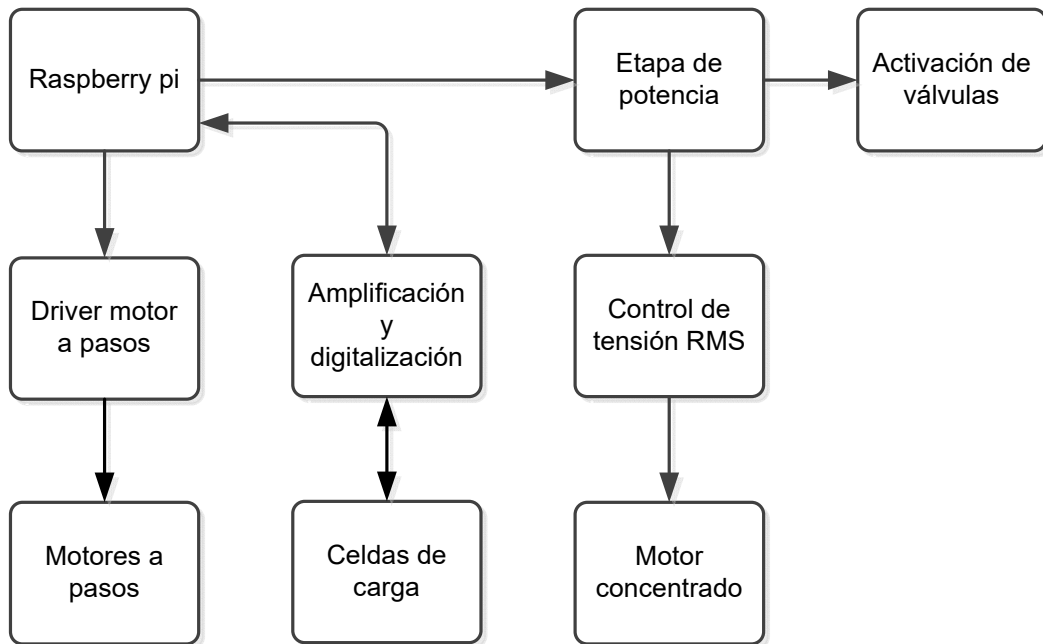 Raspberry pi
Etapa de
potencia
Activación de
válvulas
Driver motor
a pasos
Amplificación
y
digitalización
Control de
tensión RMS
Motores a
pasos
Celdas de
carga
Motor
concentrado